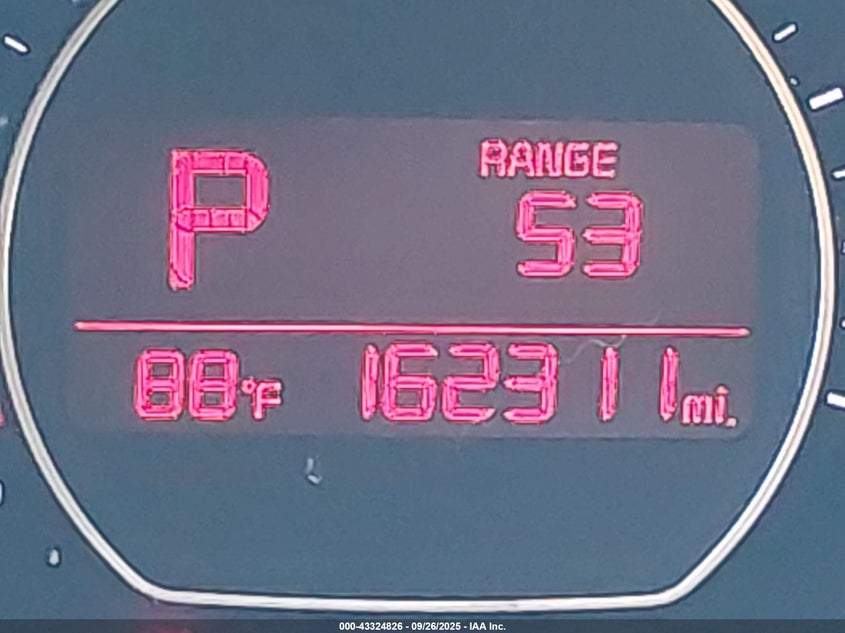 P
RANGE
53
88°F 162311 mi.
000-43324826 - 09/26/2025 - IAA Inc.